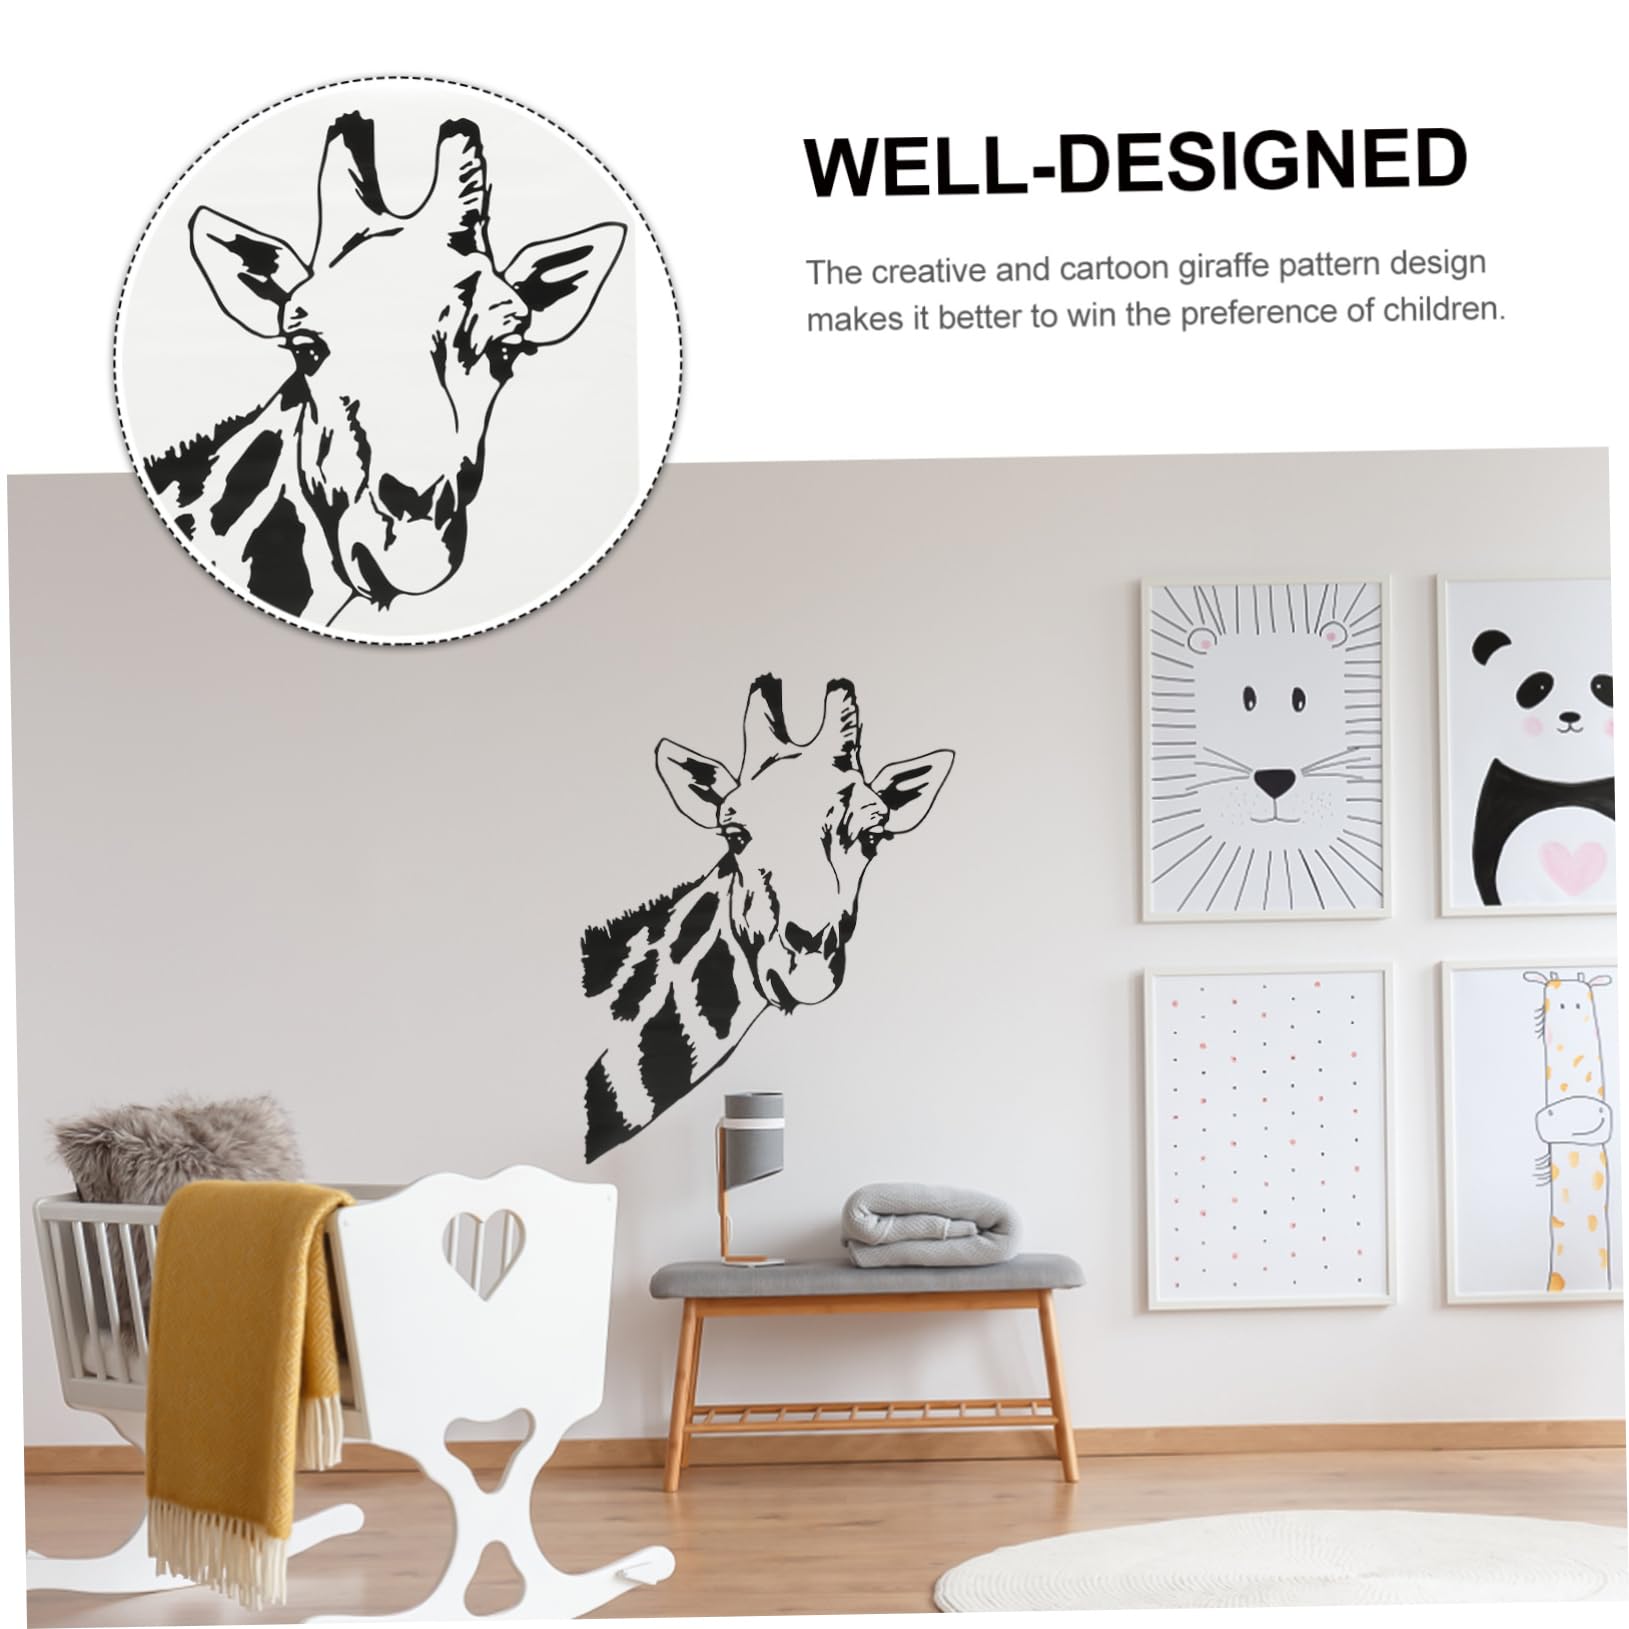 WELL-DESIGNED
The creative and cartoon giraffe pattern design
makes it better to win the preference of children.